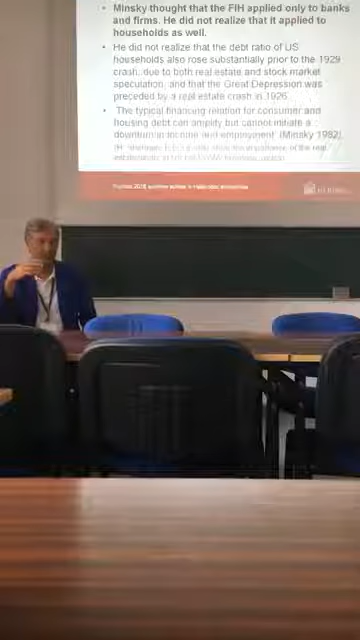 • Minsky thought that the FIH applied only to banks
and firms. He did not realize that it applied to
households as well.
• He did not realize that the debt ratio of US
households also rose substantially prior to the 1929
crash, due to both real estate and stock market
speculation, and that the Great Depression was
preceded by a real estate crash in 1926.
• "The typical financing relation for consumer and
housing debt can amplify but cannot initiate a
downturn in income and employment" (Minsky 1982).